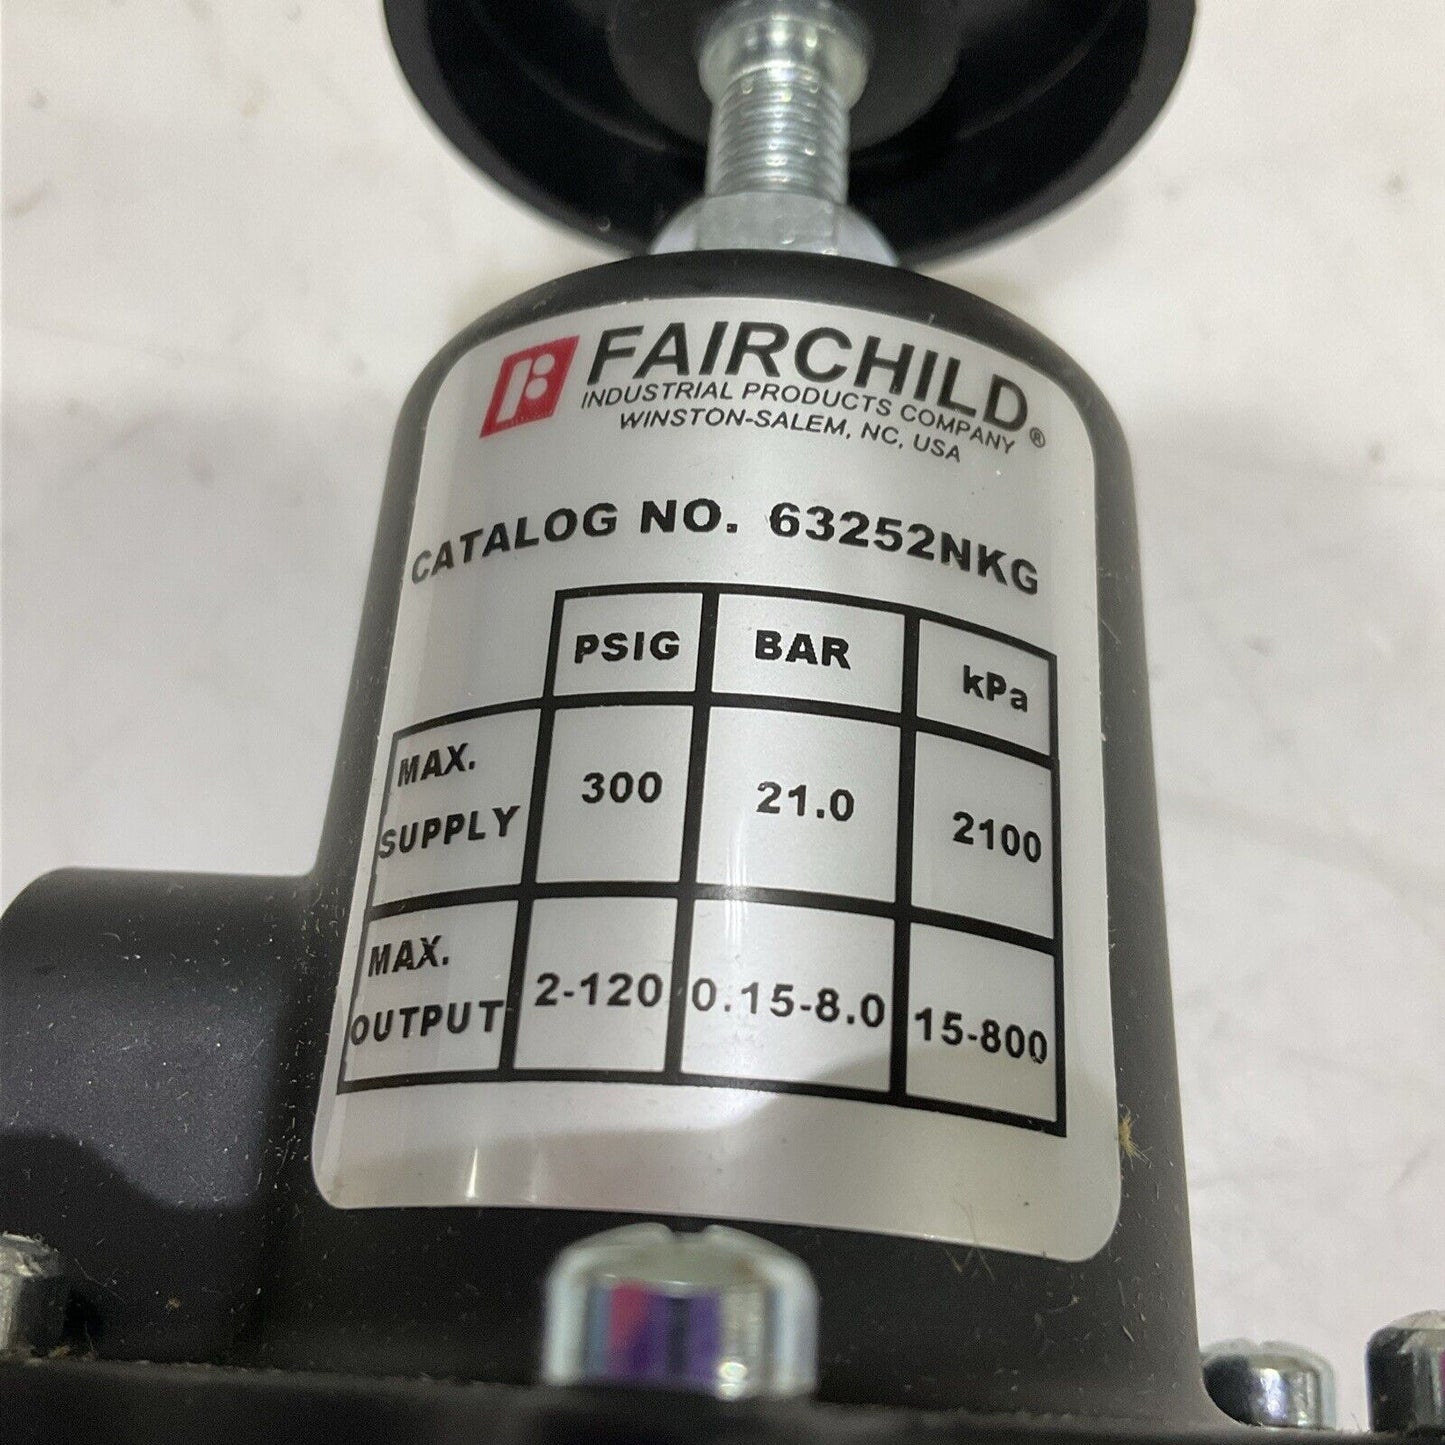 FAIRCHILD®
INDUSTRIAL PRODUCTS COMPANY
WINSTON-SALEM, NC, USA
CATALOG NO. 63252NKG
PSIG BAR kPa
MAX. SUPPLY 300 21.0 2100
MAX. OUTPUT 2-120 0.15-8.0 15-800